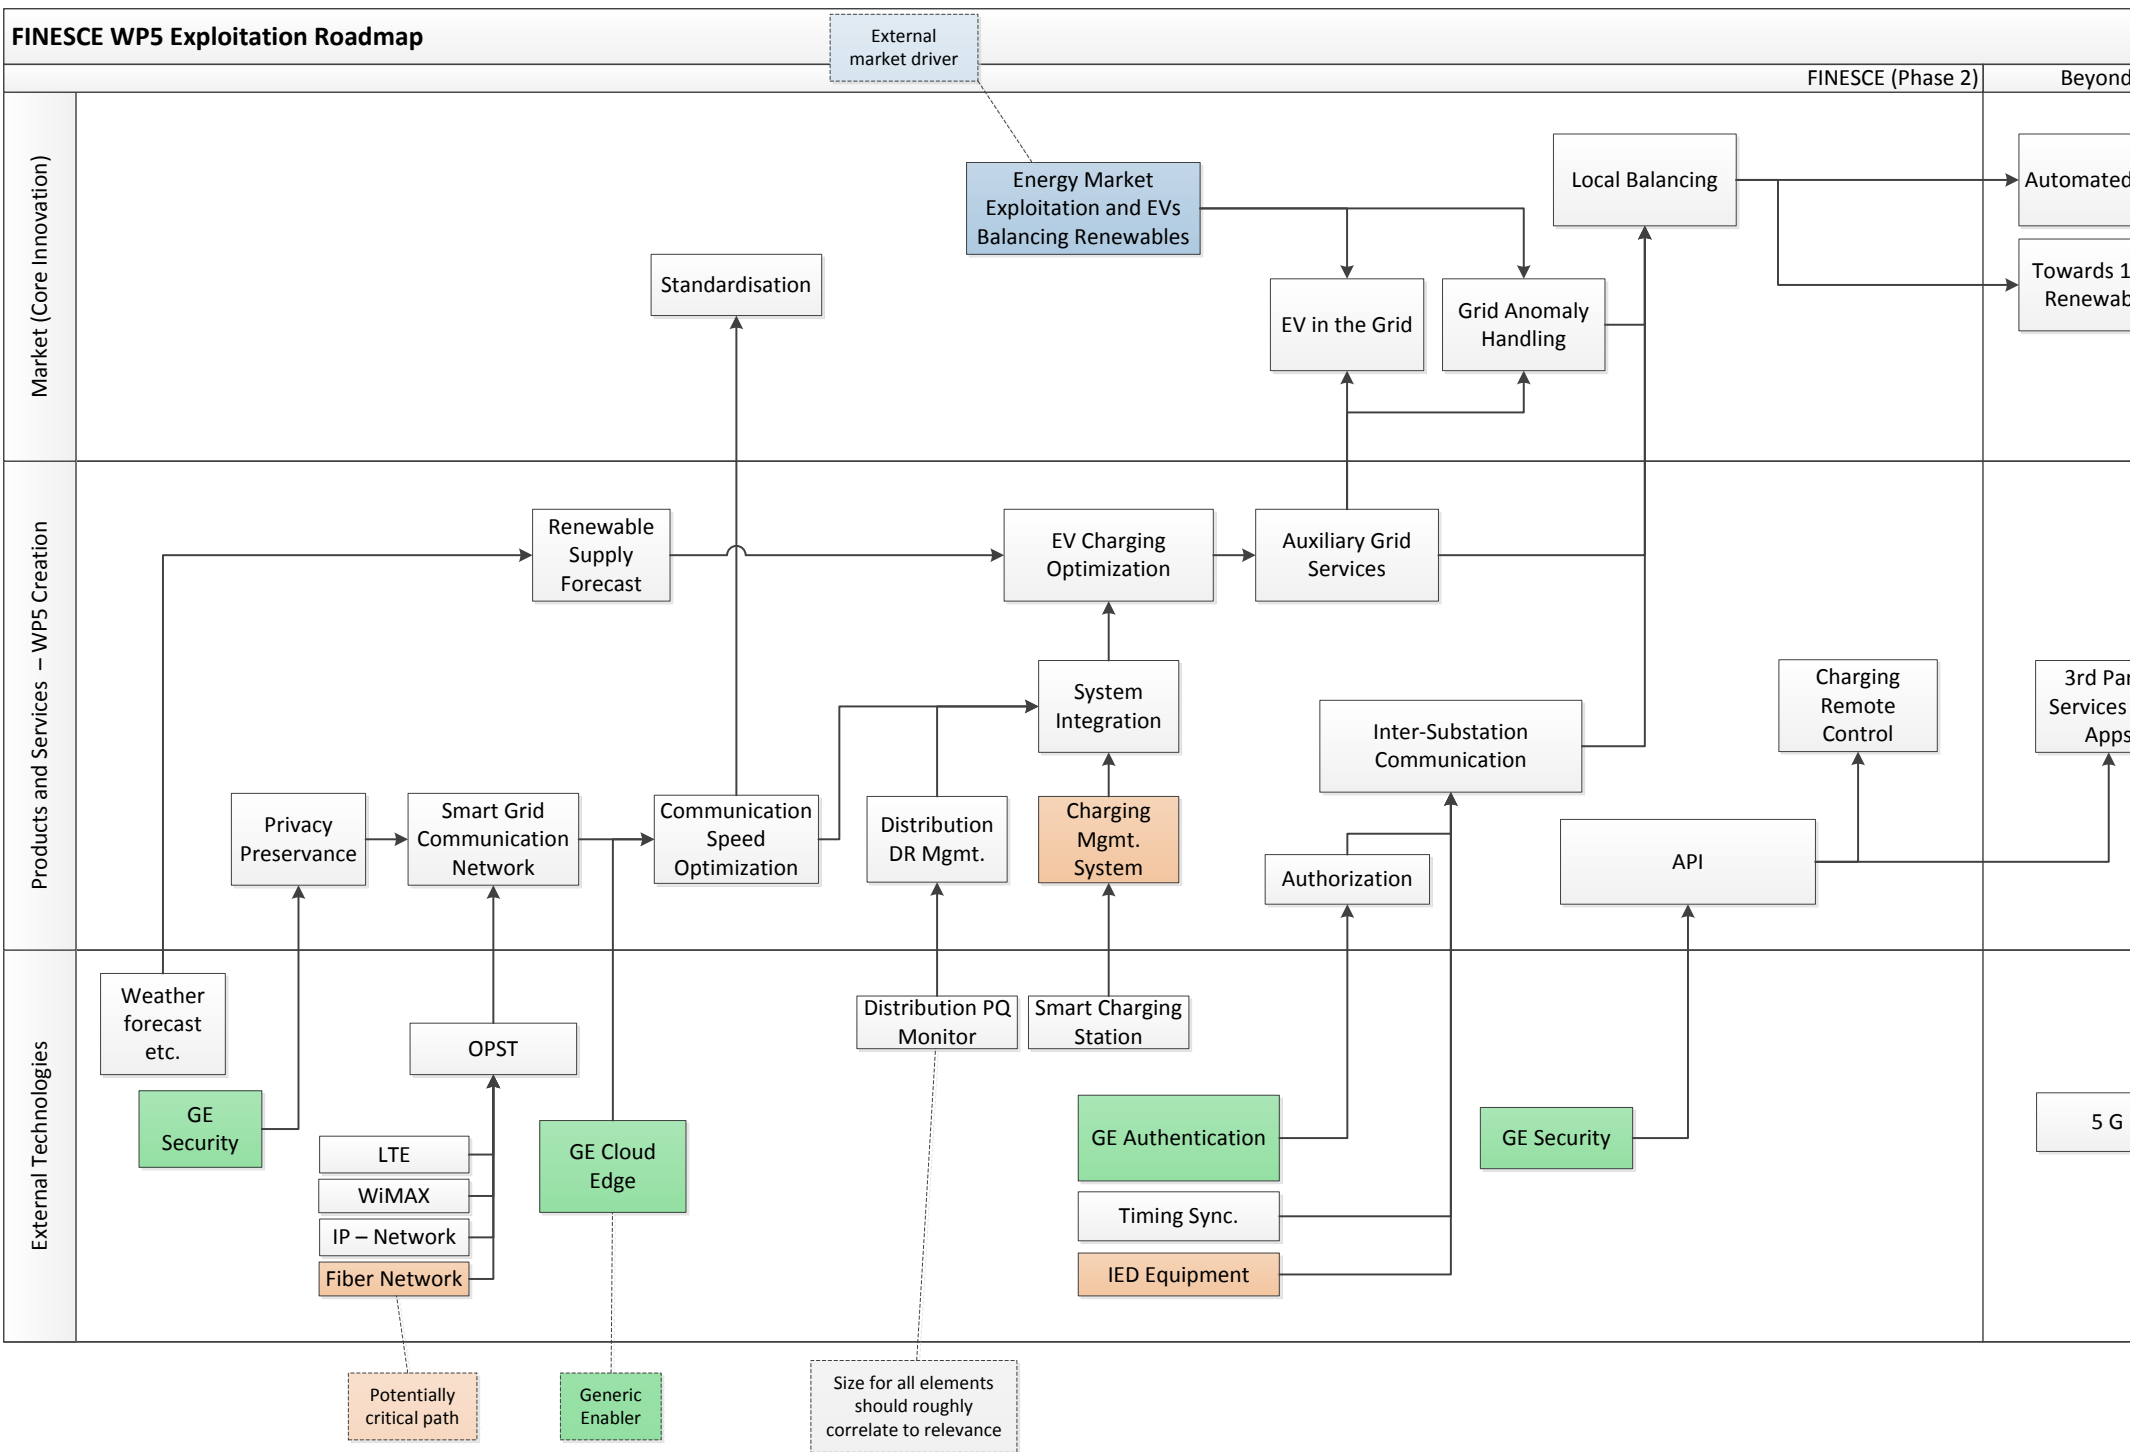 FINESCE WP5 Exploitation Roadmap
External
market driver
FINESCE (Phase 2)
Beyond
Market (Core Innovation)
Energy Market
Exploitation and EVs
Balancing Renewables
Local Balancing
Automated
Towards 1
Renewab
Standardisation
EV in the Grid
Grid Anomaly
Handling
Products and Services – WP5 Creation
Renewable
Supply
Forecast
EV Charging
Optimization
Auxiliary Grid
Services
System
Integration
Inter-Substation
Communication
Charging
Remote
Control
3rd Par
Services
Apps
Privacy
Preservance
Smart Grid
Communication
Network
Communication
Speed
Optimization
Distribution
DR Mgmt.
Charging
Mgmt.
System
Authorization
API
External Technologies
Weather
forecast
etc.
OPST
Distribution PQ
Monitor
Smart Charging
Station
GE
Security
LTE
WiMAX
IP – Network
Fiber Network
GE Cloud
Edge
GE Authentication
Timing Sync.
IED Equipment
GE Security
5 G
Potentially
critical path
Generic
Enabler
Size for all elements
should roughly
correlate to relevance